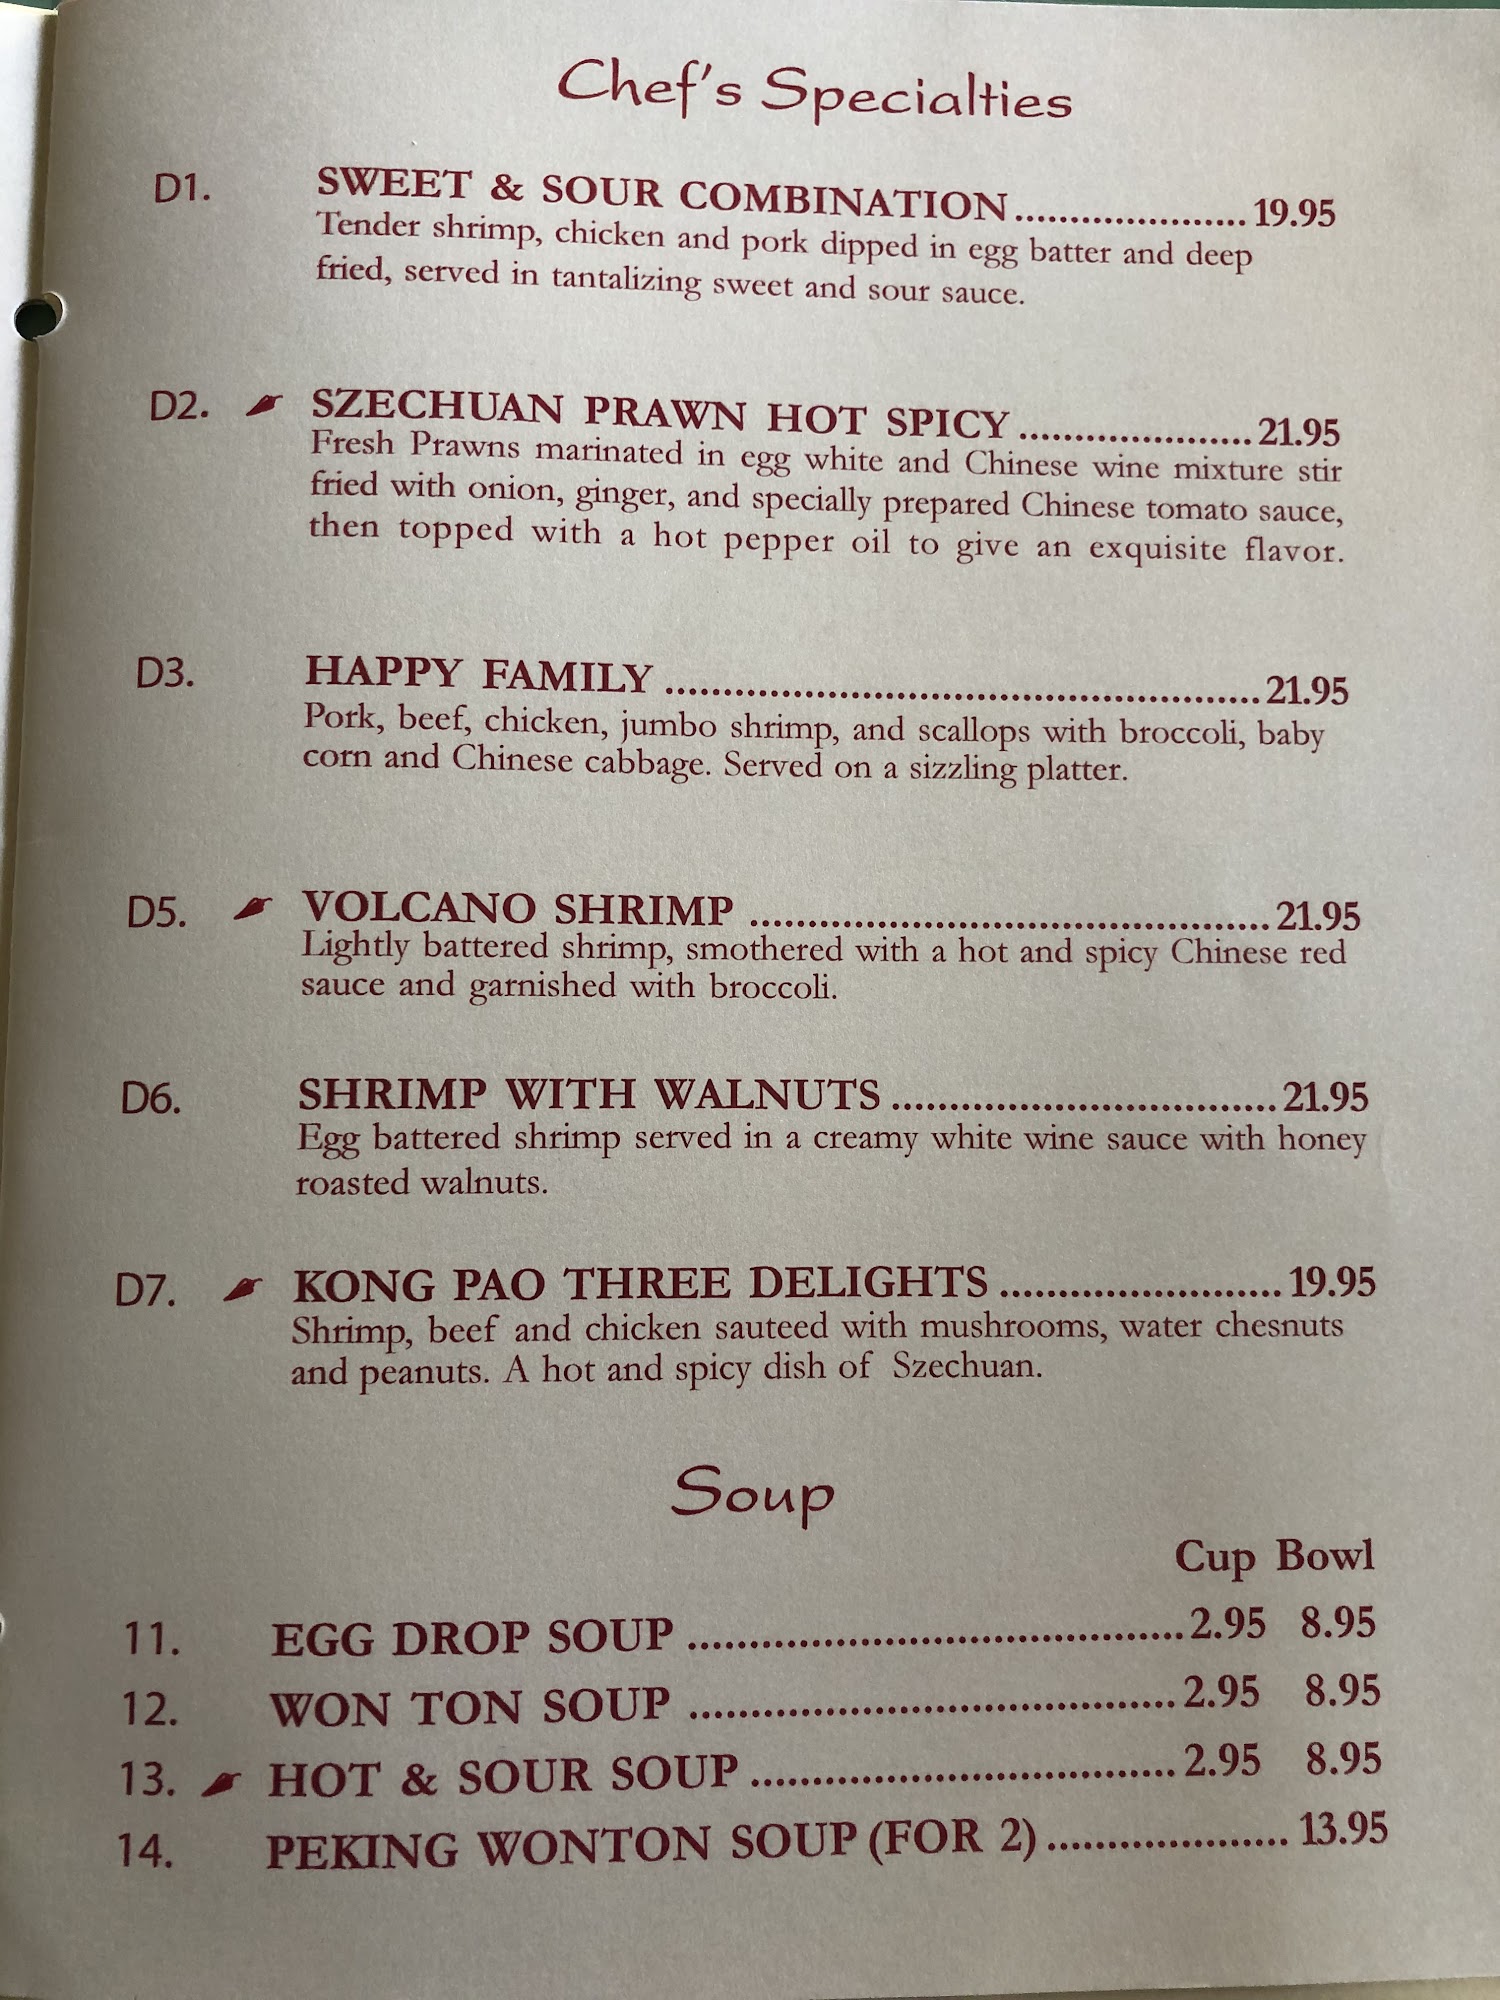 Chef's Specialties
D1. SWEET & SOUR COMBINATION..................... 19.95
Tender shrimp, chicken and pork dipped in egg batter and deep
fried, served in tantalizing sweet and sour sauce.
D2. SZECHUAN PRAWN HOT SPICY ..................... 21.95
Fresh Prawns marinated in egg white and Chinese wine mixture stir
fried with onion, ginger, and specially prepared Chinese tomato sauce,
then topped with a hot pepper oil to give an exquisite flavor.
D3. HAPPY FAMILY ..................................................... 21.95
Pork, beef, chicken, jumbo shrimp, and scallops with broccoli, baby
corn and Chinese cabbage. Served on a sizzling platter.
D5. VOLCANO SHRIMP .............................................. 21.95
Lightly battered shrimp, smothered with a hot and spicy Chinese red
sauce and garnished with broccoli.
D6. SHRIMP WITH WALNUTS .................................. 21.95
Egg battered shrimp served in a creamy white wine sauce with honey
roasted walnuts.
D7. KONG PAO THREE DELIGHTS ......................... 19.95
Shrimp, beef and chicken sauteed with mushrooms, water chesnuts
and peanuts. A hot and spicy dish of Szechuan.
Soup
Cup Bowl
11. EGG DROP SOUP ........................................ 2.95 8.95
12. WON TON SOUP ....................................... 2.95 8.95
13. HOT & SOUR SOUP .................................. 2.95 8.95
14. PEKING WONTON SOUP (FOR 2) .................... 13.95